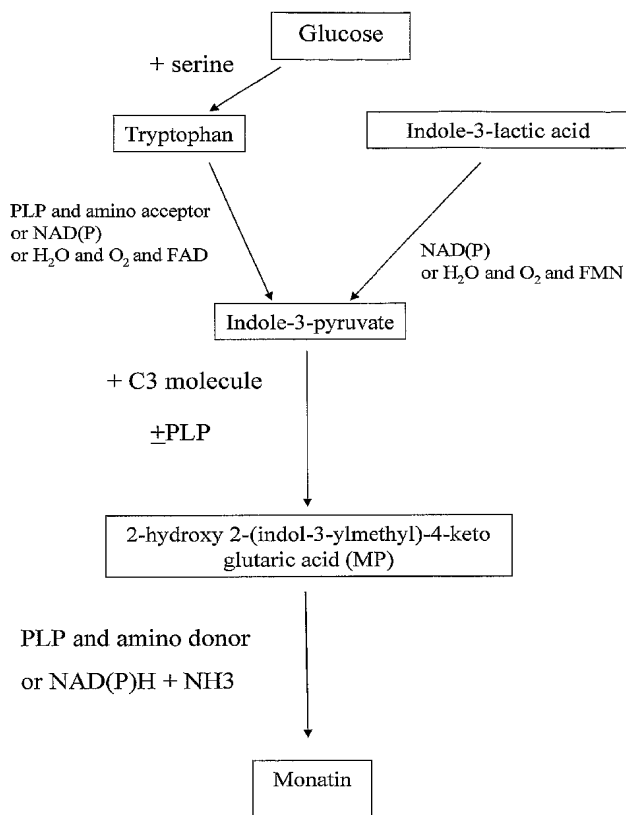 Glucose
+ serine
Tryptophan
Indole-3-lactic acid
PLP and amino acceptor
or NAD(P)
or H₂O and O₂ and FAD
NAD(P)
or H₂O and O₂ and FMN
Indole-3-pyruvate
+ C3 molecule
±PLP
2-hydroxy 2-(indol-3-ylmethyl)-4-keto
glutaric acid (MP)
PLP and amino donor
or NAD(P)H + NH3
Monatin